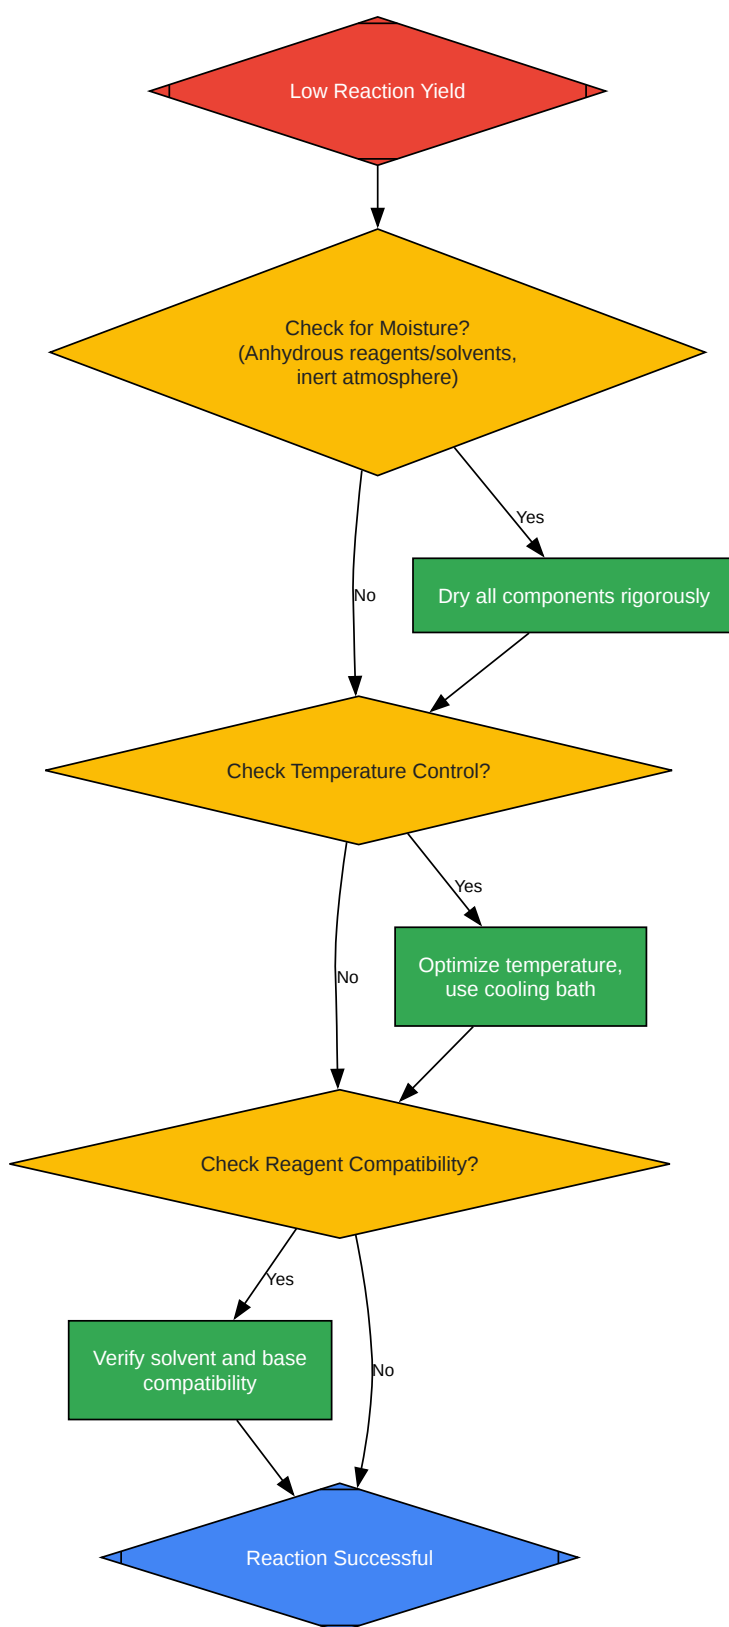 Low Reaction Yield
Check for Moisture?
(Anhydrous reagents/solvents,
inert atmosphere)
Yes
Dry all components rigorously
No
Check Temperature Control?
Yes
Optimize temperature,
use cooling bath
No
Check Reagent Compatibility?
Yes
Verify solvent and base
compatibility
No
Reaction Successful